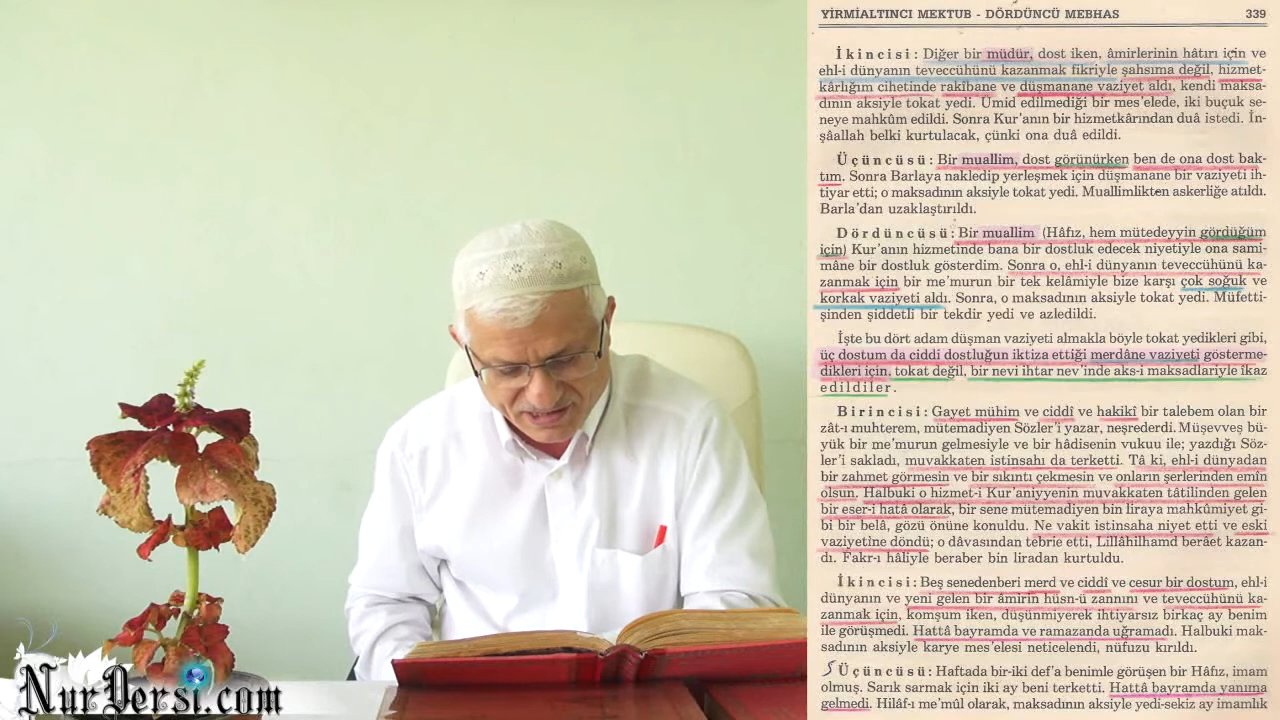 YİRMİALTINCI MEKTUB - DÖRDÜNCÜ MEBHAS 339
İkincisi: Diğer bir müdür, dost iken, âmirlerinin hâtırı için ve
ehl-i dünyanın teveccühünü kazanmak fikriyle şahsıma değil, hizmet-
kârlığım cihetinde rakîbane ve düşmanane vaziyet aldı, kendi maksa-
dının aksiyle tokat yedi. Ümid edilmediği bir mes'elede, iki buçuk se-
neye mahkûm edildi. Sonra Kur'anın bir hizmetkârından duâ istedi. İn-
şâallah belki kurtulacak, çünki ona duâ edildi.
Üçüncüsü: Bir muallim, dost görünürken ben de ona dost bak-
tım. Sonra Barlaya nakledip yerleşmek için düşmanane bir vaziyeti ih-
tiyar etti; o maksadının aksiyle tokat yedi. Muallimlikten askerliğe atıldı.
Barla'dan uzaklaştırıldı.
Dördüncüsü: Bir muallim (Hâfız, hem mütedeyyin gördüğüm
için) Kur'anın hizmetinde bana bir dostluk edecek niyetiyle ona sami-
mâne bir dostluk gösterdim. Sonra o, ehl-i dünyanın teveccühünü ka-
zanmak için bir me'murun bir tek kelâmiyle bize karşı çok soğuk ve
korkak vaziyeti aldı. Sonra, o maksadının aksiyle tokat yedi. Müfetti-
şinden şiddetli bir tekdir yedi ve azledildi.
İşte bu dört adam düşman vaziyeti almakla böyle tokat yedikleri gibi,
üç dostum da ciddi dostluğun iktiza ettiği merdâne vaziyeti gösterme-
dikleri için, tokat değil, bir nevi ihtar nev'inde aks-i maksadlariyle îkaz
edildiler.
Birincisi: Gayet mühim ve ciddî ve hakikî bir talebem olan bir
zât-ı muhterem, mütemadiyen Sözler'i yazar, neşrederdi. Müşevveş bü-
yük bir me'murun gelmesiyle ve bir hâdisenin vukuu ile; yazdığı Söz-
ler'i sakladı, muvakkaten istinsahı da terketti. Tâ ki, ehl-i dünyadan
bir zahmet görmesin ve bir sıkıntı çekmesin ve onların şerlerinden emîn
olsun. Halbuki o hizmet-i Kur'aniyyenin muvakkaten tâtilinden gelen
bir eser-i hatâ olarak, bir sene mütemadiyen bin liraya mahkûmiyet gi-
bi bir belâ, gözü önüne konuldu. Ne vakit istinsaha niyet etti ve eski
vaziyetine döndü; o dâvasından tebrie etti, Lillâhilhamd berâet kazan-
dı. Fakr-ı hâliyle beraber bin liradan kurtuldu.
İkincisi: Beş senedenberi merd ve ciddî ve cesur bir dostum, ehl-i
dünyanın ve yeni gelen bir âmirin hüsn-ü zannını ve teveccühünü ka-
zanmak için, komşum iken, düşünmiyerek ihtiyarsız birkaç ay benim
ile görüşmedi. Hattâ bayramda ve ramazanda uğramadı. Halbuki mak-
sadının aksiyle karye mes'elesi neticelendi, nüfuzu kırıldı.
Üçüncüsü: Haftada bir-iki def'a benimle görüşen bir Hâfız, imam
olmuş. Sarık sarmak için iki ay beni terketti. Hattâ bayramda yanıma
gelmedi. Hilâf-ı me'mûl olarak, maksadının aksiyle yedi-sekiz ay imamlık
NurDersi.com